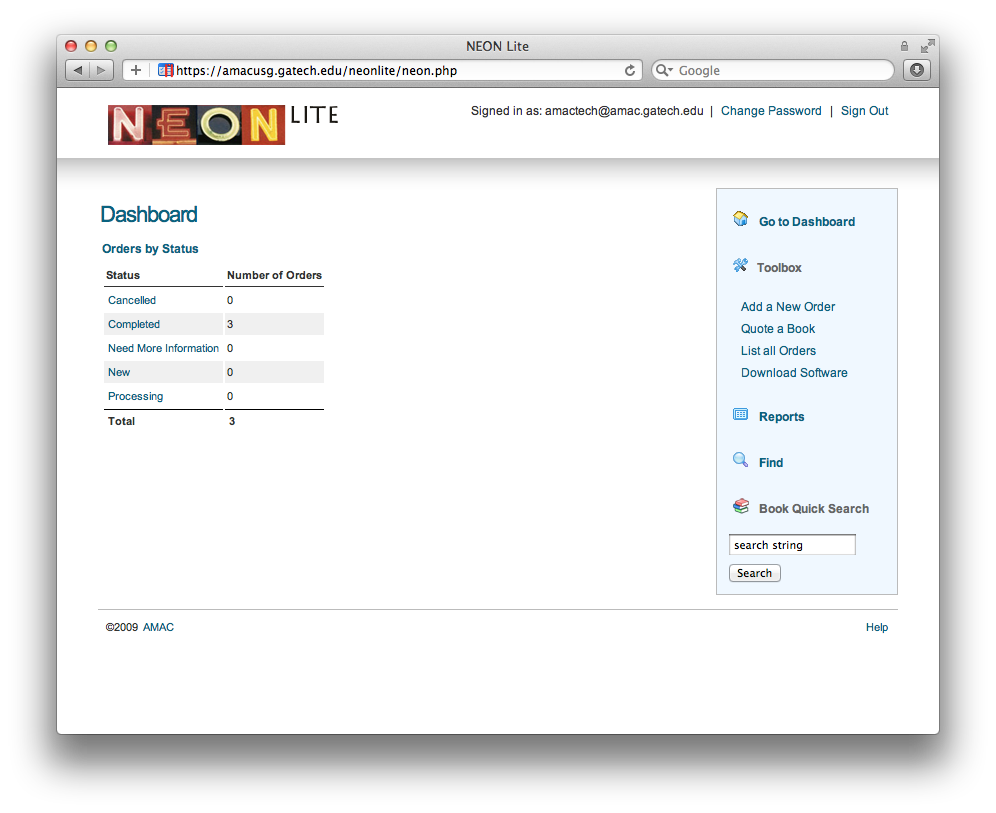 NEON Lite
https://amacusg.gatech.edu/neonlite/neon.php
Google
NEON LITE
Signed in as: amactech@amac.gatech.edu | Change Password | Sign Out
Dashboard
Orders by Status
Status Number of Orders
Cancelled 0
Completed 3
Need More Information 0
New 0
Processing 0
Total 3
Go to Dashboard
Toolbox
Add a New Order
Quote a Book
List all Orders
Download Software
Reports
Find
Book Quick Search
search string
Search
©2009 AMAC
Help